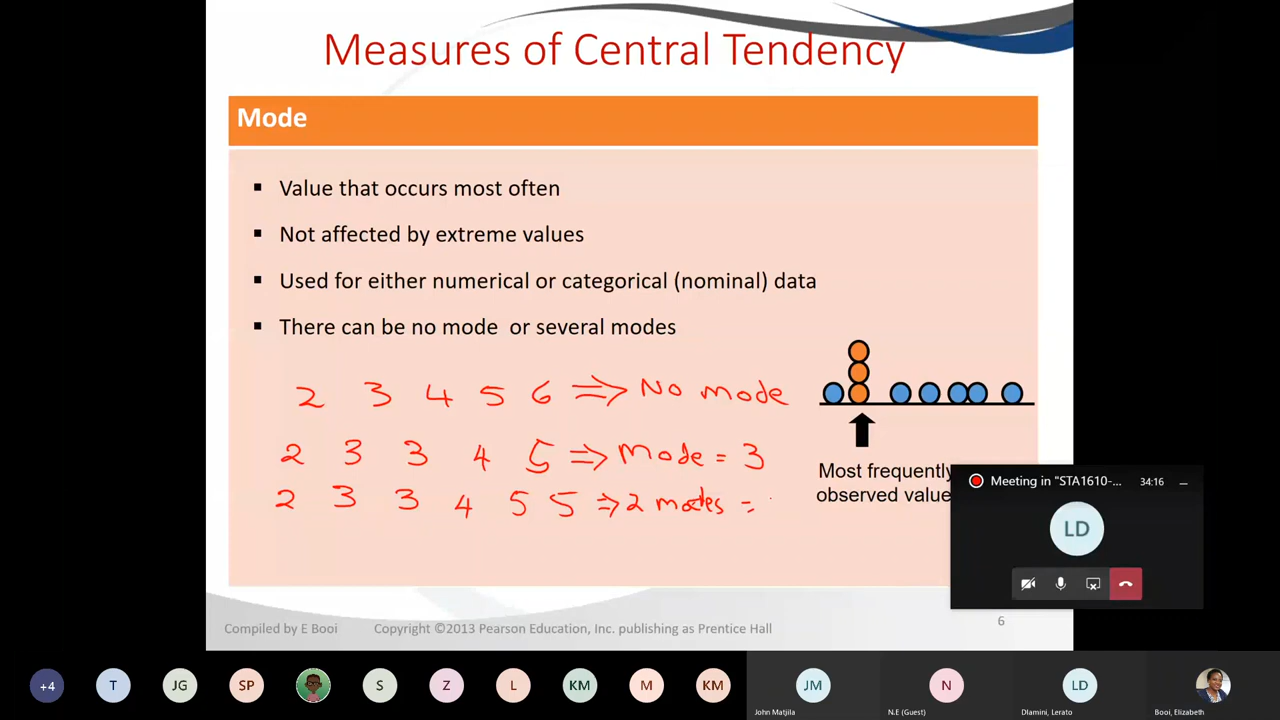 Measures of Central Tendency
Mode
Value that occurs most often
Not affected by extreme values
Used for either numerical or categorical (nominal) data
There can be no mode or several modes
2 3 4 5 6 ⇒ No mode
2 3 3 4 5 ⇒ Mode = 3
2 3 3 4 5 5 ⇒ 2 modes =
Most frequently
observed value
Meeting in "STA1610-... 34:16
LD
Compiled by E Booi Copyright ©2013 Pearson Education, Inc. publishing as Prentice Hall 6
+4 T JG SP S Z L KM M KM JM N LD
John Matjila N.E (Guest) Dlamini, Lerato Booi, Elizabeth